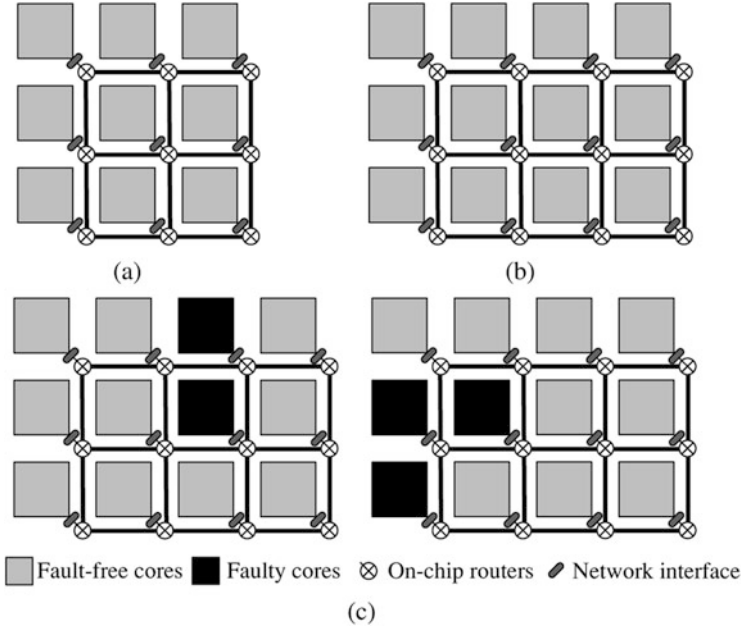 (a)
(b)
Fault-free cores Faulty cores On-chip routers Network interface
(c)